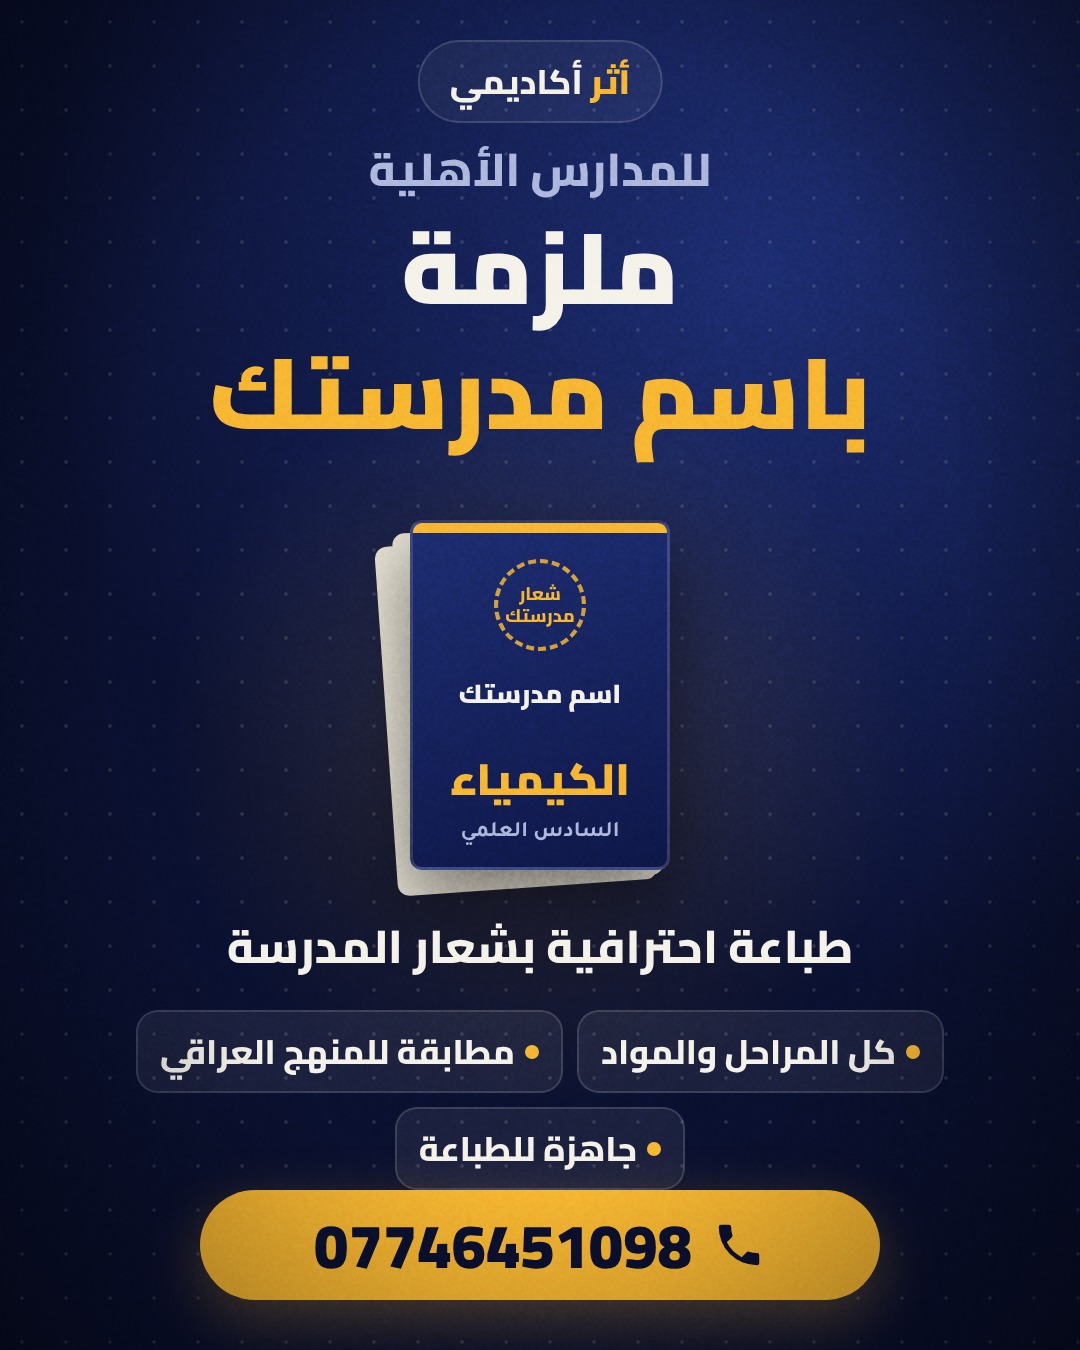 أثر أكاديمي
للمدارس الأهلية
ملزمة
باسم مدرستك
شعار
مدرستك
اسم مدرستك
الكيمياء
السادس العلمي
طباعة احترافية بشعار المدرسة
كل المراحل والمواد
مطابقة للمنهج العراقي
جاهزة للطباعة
07746451098